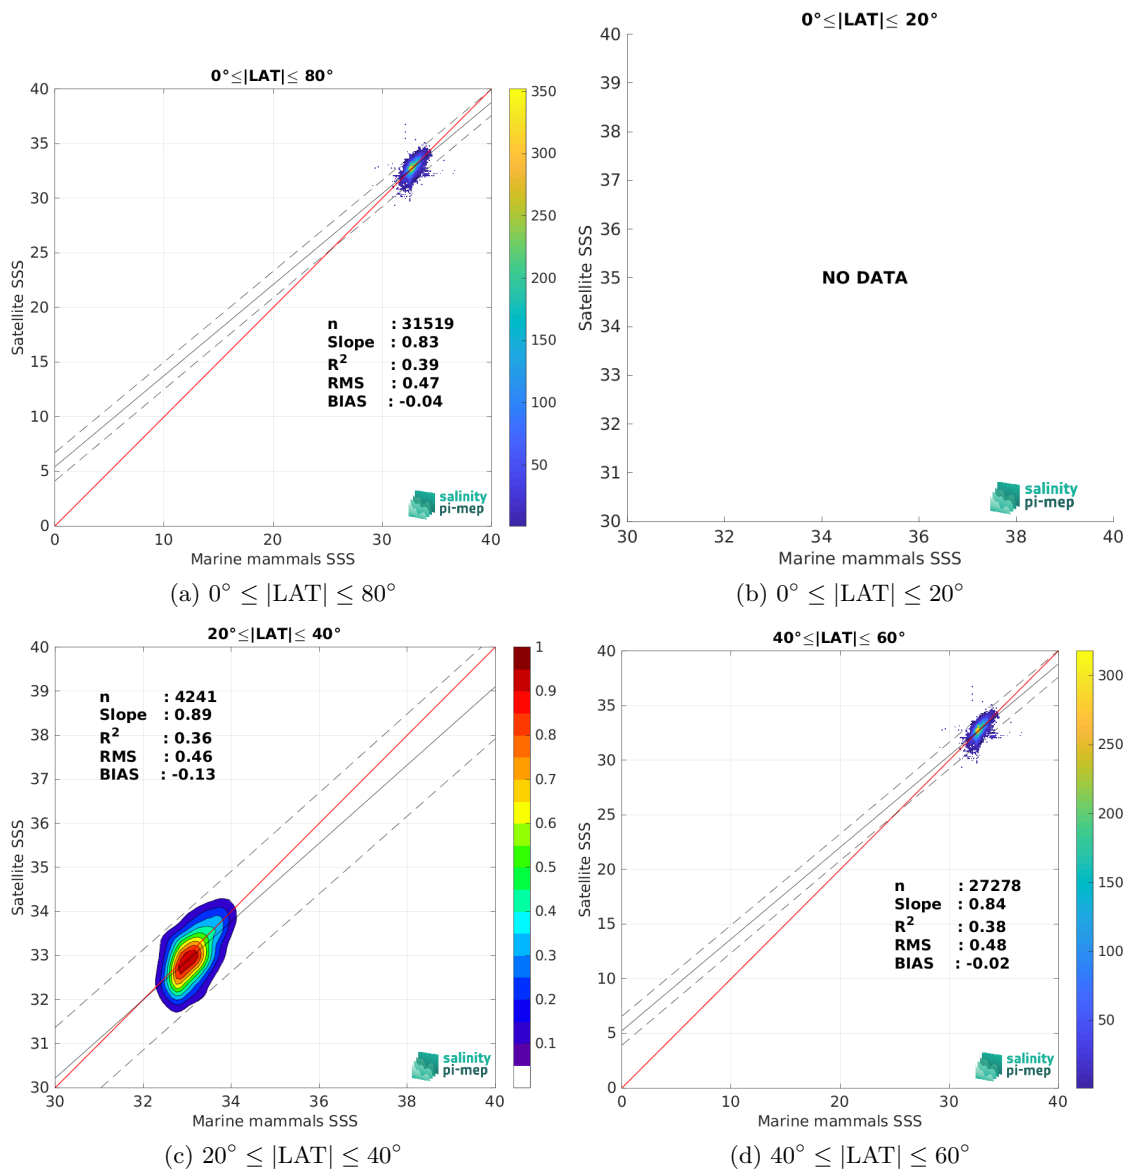 0°≤|LAT|≤ 80°
40
35
30
25
20
15
10
5
0
Satellite SSS
n : 31519
Slope : 0.83
R² : 0.39
RMS : 0.47
BIAS : -0.04
salinity
pi-mep
0 10 20 30 40
Marine mammals SSS
350
300
250
200
150
100
50
(a) 0° ≤ |LAT| ≤ 80°
0°≤|LAT|≤ 20°
40
39
38
37
36
35
34
33
32
31
30
Satellite SSS
NO DATA
salinity
pi-mep
30 32 34 36 38 40
Marine mammals SSS
(b) 0° ≤ |LAT| ≤ 20°
20°≤|LAT|≤ 40°
40
39
38
37
36
35
34
33
32
31
30
Satellite SSS
n : 4241
Slope : 0.89
R² : 0.36
RMS : 0.46
BIAS : -0.13
salinity
pi-mep
30 32 34 36 38 40
Marine mammals SSS
1
0.9
0.8
0.7
0.6
0.5
0.4
0.3
0.2
0.1
(c) 20° ≤ |LAT| ≤ 40°
40°≤|LAT|≤ 60°
40
35
30
25
20
15
10
5
0
Satellite SSS
n : 27278
Slope : 0.84
R² : 0.38
RMS : 0.48
BIAS : -0.02
salinity
pi-mep
0 10 20 30 40
Marine mammals SSS
300
250
200
150
100
50
(d) 40° ≤ |LAT| ≤ 60°